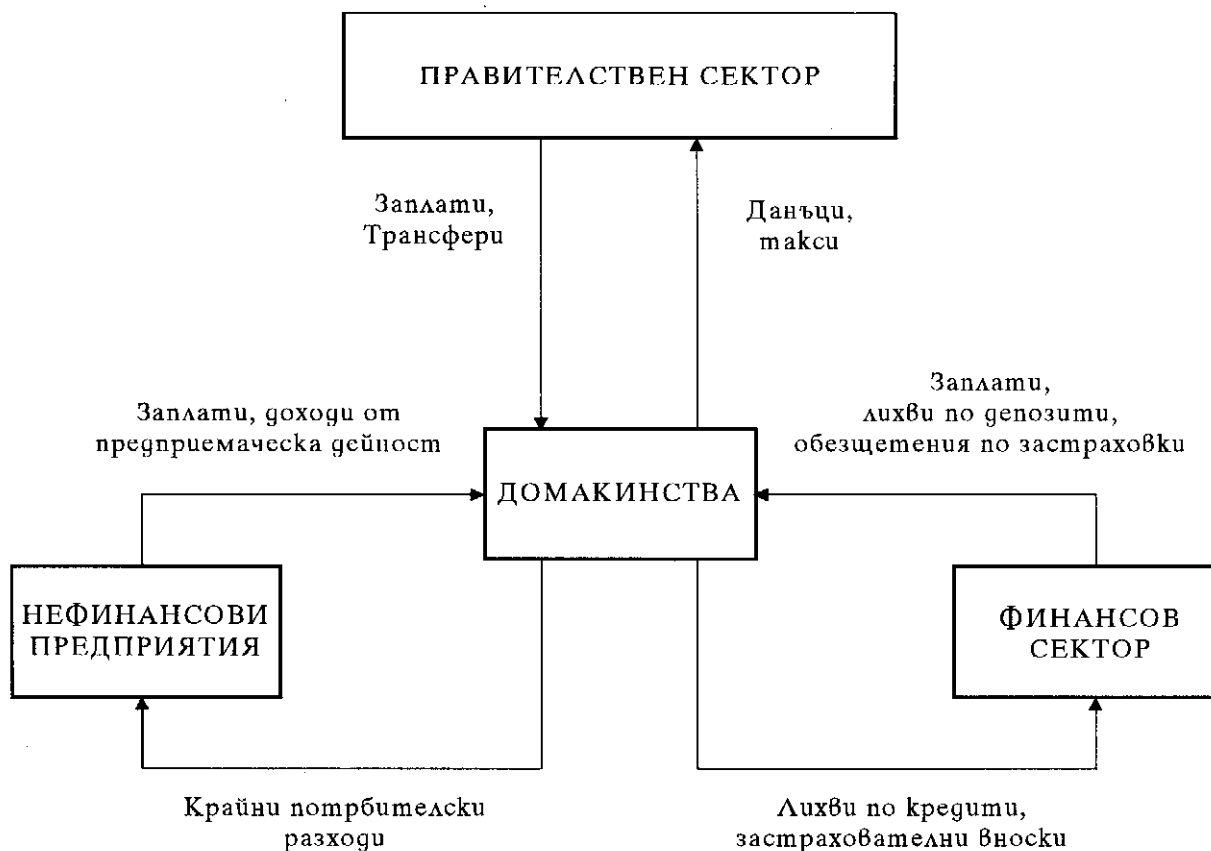 ПРАВИТЕЛСТВЕН СЕКТОР
Заплати,
Трансфери
Данъци,
такси
Заплати, доходи от
предприемаческа дейност
Заплати,
лихви по депозити,
обезщетения по застраховки
ДОМАКИНСТВА
НЕФИНАНСОВИ
ПРЕДПРИЯТИЯ
ФИНАНСОВ
СЕКТОР
Крайни потрбителски
разходи
Лихви по кредити,
застрахователни вноски